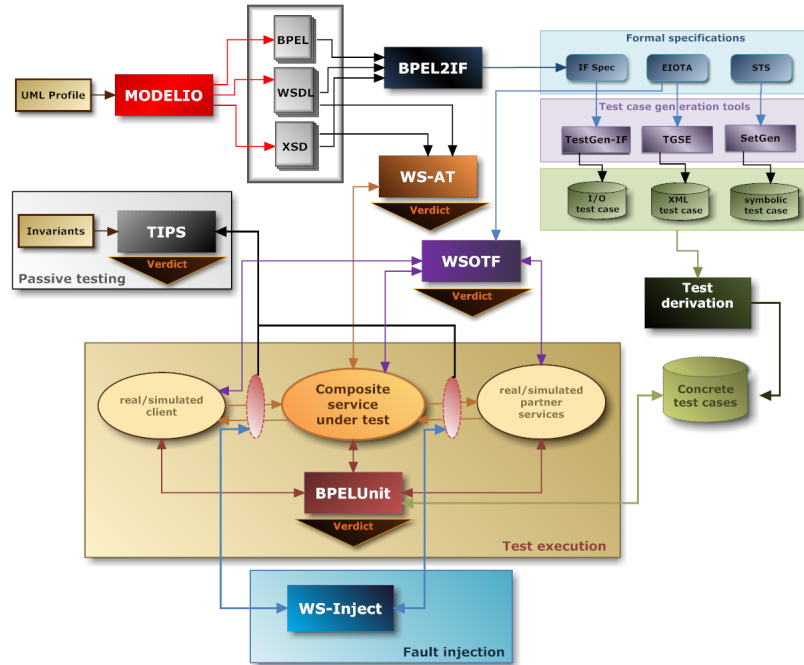 Formal specifications
BPEL
IF Spec
EIOTA
STS
BPEL2IF
UML Profile
MODELIO
WSDL
Test case generation tools
XSD
TestGen-IF
TGSE
SetGen
WS-AT
Verdict
I/O
test case
XML
test case
symbolic
test case
Invariants
TIPS
Verdict
Passive testing
WSOTF
Verdict
Test
derivation
real/simulated
client
Composite
service
under test
real/simulated
partner
services
Concrete
test cases
BPELUnit
Verdict
Test execution
WS-Inject
Fault injection